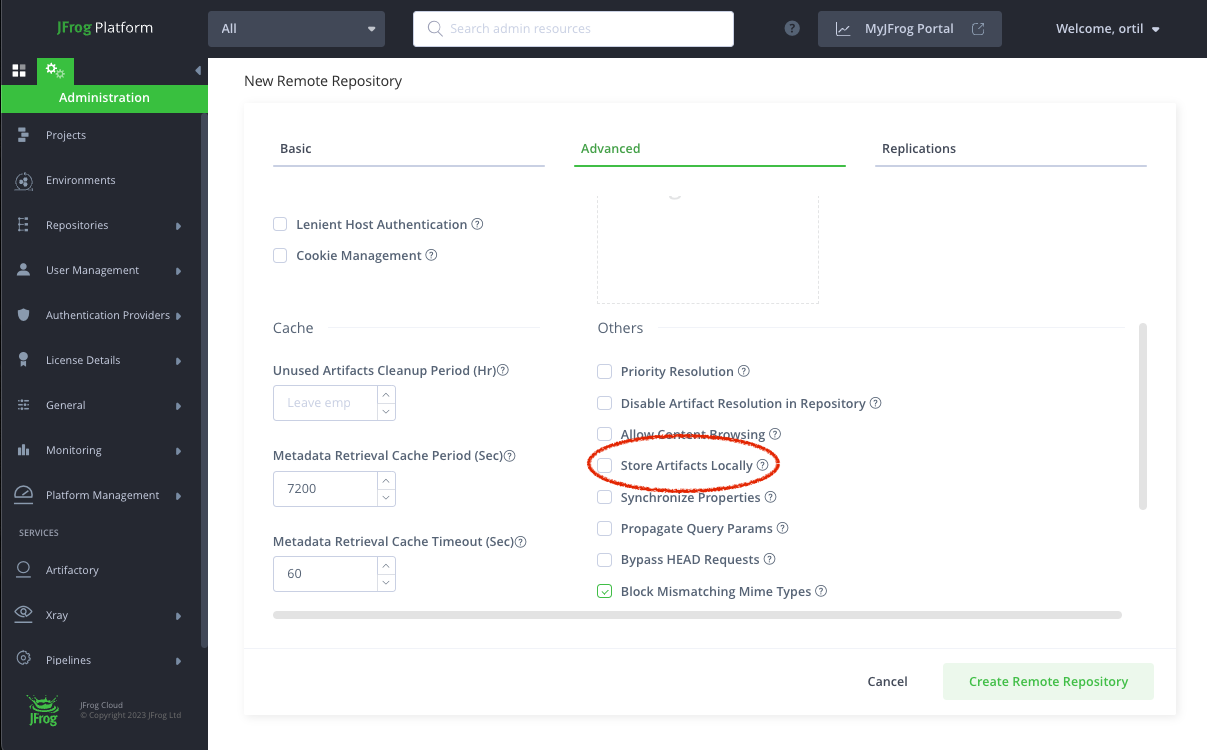 JFrog Platform
All
Search admin resources
?
MyJFrog Portal
Welcome, ortil
Administration
Projects
Environments
Repositories
User Management
Authentication Providers
License Details
General
Monitoring
Platform Management
SERVICES
Artifactory
Xray
Pipelines
JFrog
JFrog Cloud
© Copyright 2023 JFrog Ltd
New Remote Repository
Basic
Advanced
Replications
Lenient Host Authentication ?
Cookie Management ?
Cache
Unused Artifacts Cleanup Period (Hr) ?
Leave emp
Metadata Retrieval Cache Period (Sec) ?
7200
Metadata Retrieval Cache Timeout (Sec) ?
60
Others
Priority Resolution ?
Disable Artifact Resolution in Repository ?
Allow Content Browsing ?
Store Artifacts Locally ?
Synchronize Properties ?
Propagate Query Params ?
Bypass HEAD Requests ?
Block Mismatching Mime Types ?
Cancel
Create Remote Repository